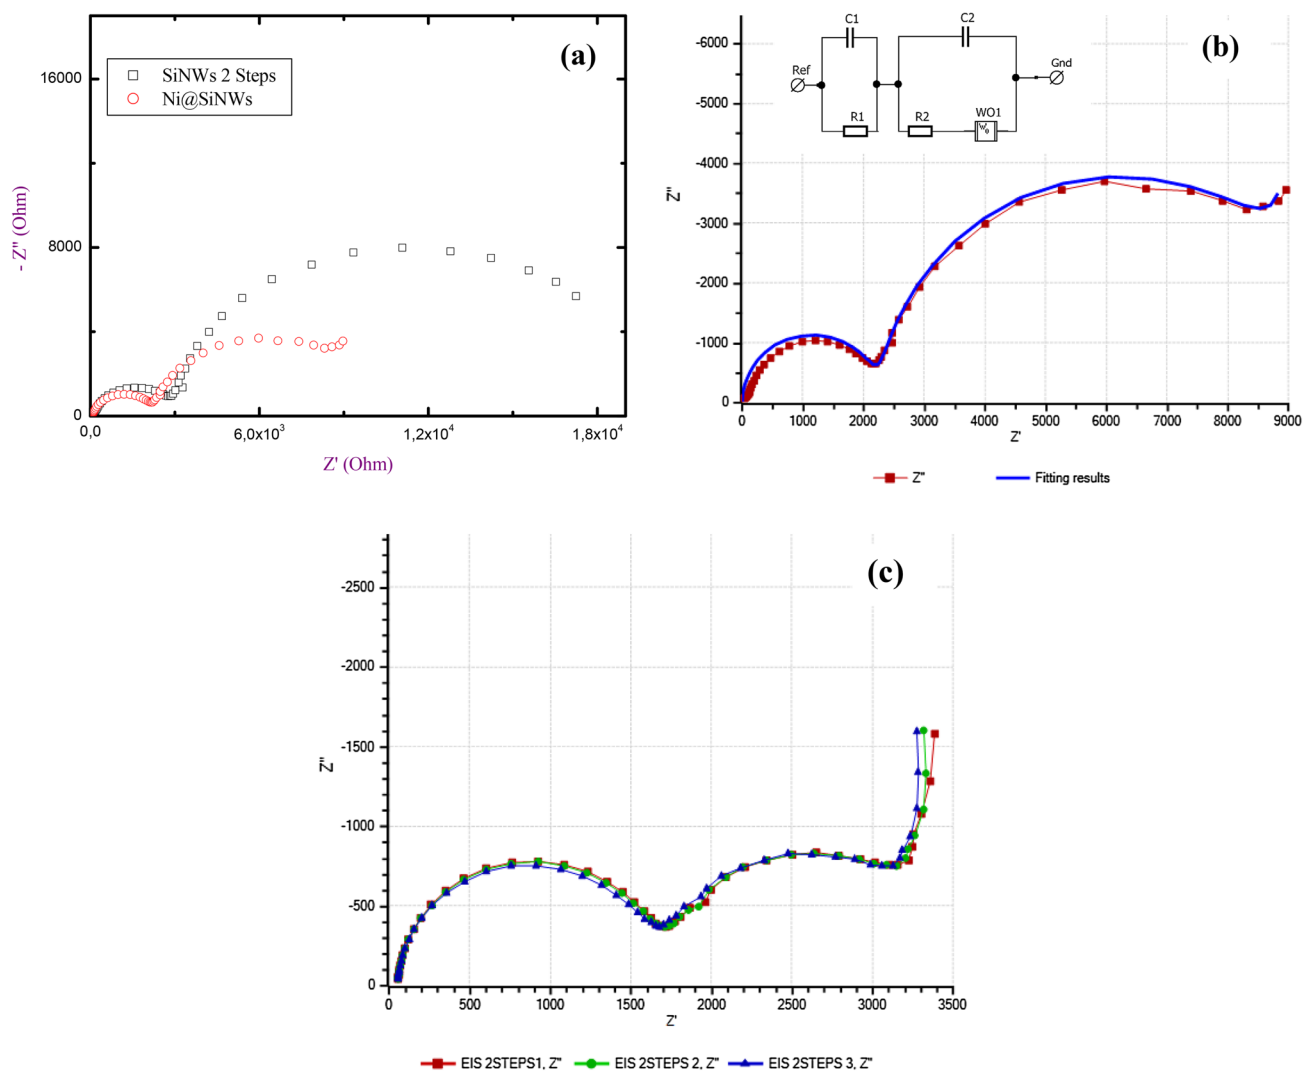 (a)
SiNWs 2 Steps
Ni@SiNWs
16000
8000
0
- Z" (Ohm)
0,0
6,0x10³
1,2x10⁴
1,8x10⁴
Z' (Ohm)
(b)
C1
C2
Ref
Gnd
R1
R2
WO1
W₀
-6000
-5000
-4000
-3000
-2000
-1000
0
Z"
0
1000
2000
3000
4000
5000
6000
7000
8000
9000
Z'
Z"
Fitting results
(c)
-2500
-2000
-1500
-1000
-500
0
Z"
0
500
1000
1500
2000
2500
3000
3500
Z'
EIS 2STEPS1, Z"
EIS 2STEPS 2, Z"
EIS 2STEPS 3, Z"